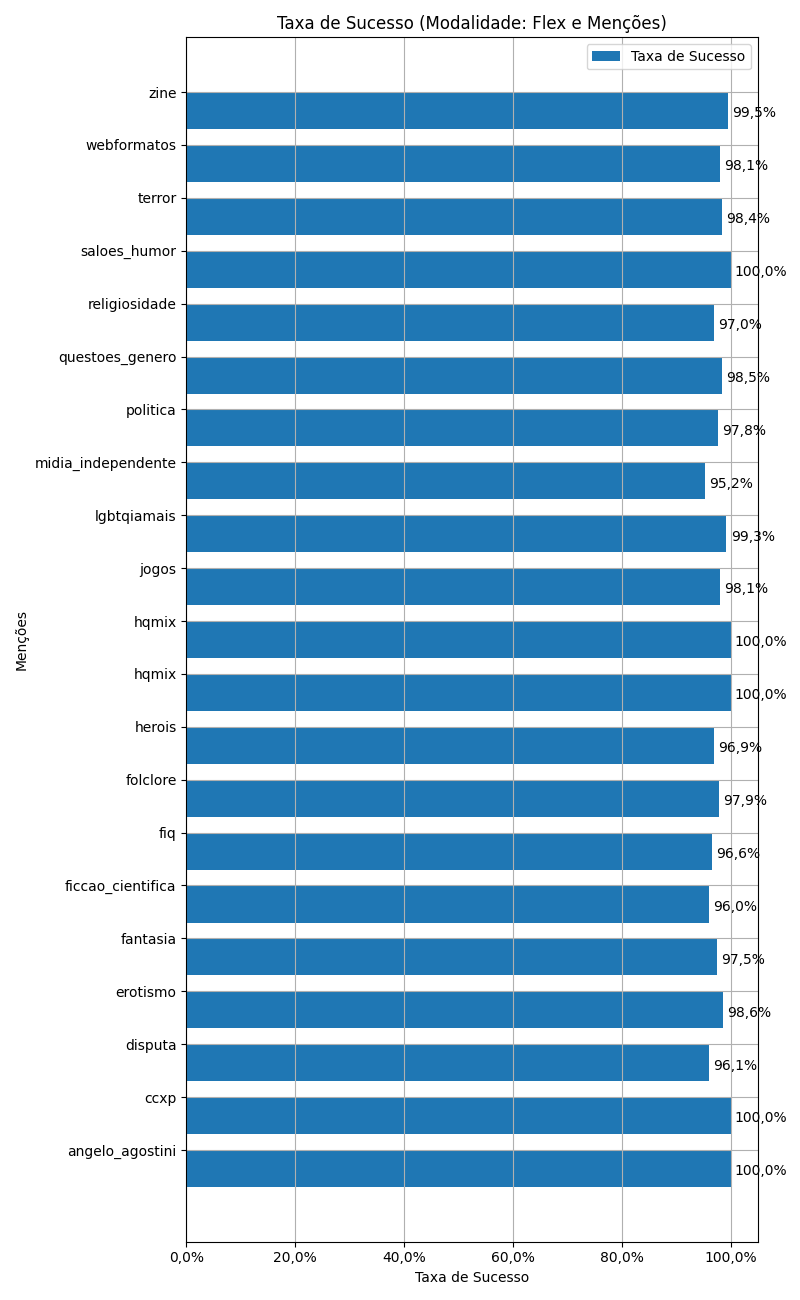 Taxa de Sucesso (Modalidade: Flex e Menções)
Taxa de Sucesso
zine 99,5%
webformatos 98,1%
terror 98,4%
saloes_humor 100,0%
religiosidade 97,0%
questoes_genero 98,5%
politica 97,8%
midia_independente 95,2%
lgbtqiamais 99,3%
jogos 98,1%
hqmix 100,0%
hqmix 100,0%
herois 96,9%
folclore 97,9%
fiq 96,6%
ficcao_cientifica 96,0%
fantasia 97,5%
erotismo 98,6%
disputa 96,1%
ccxp 100,0%
angelo_agostini 100,0%
Menções
0,0% 20,0% 40,0% 60,0% 80,0% 100,0%
Taxa de Sucesso